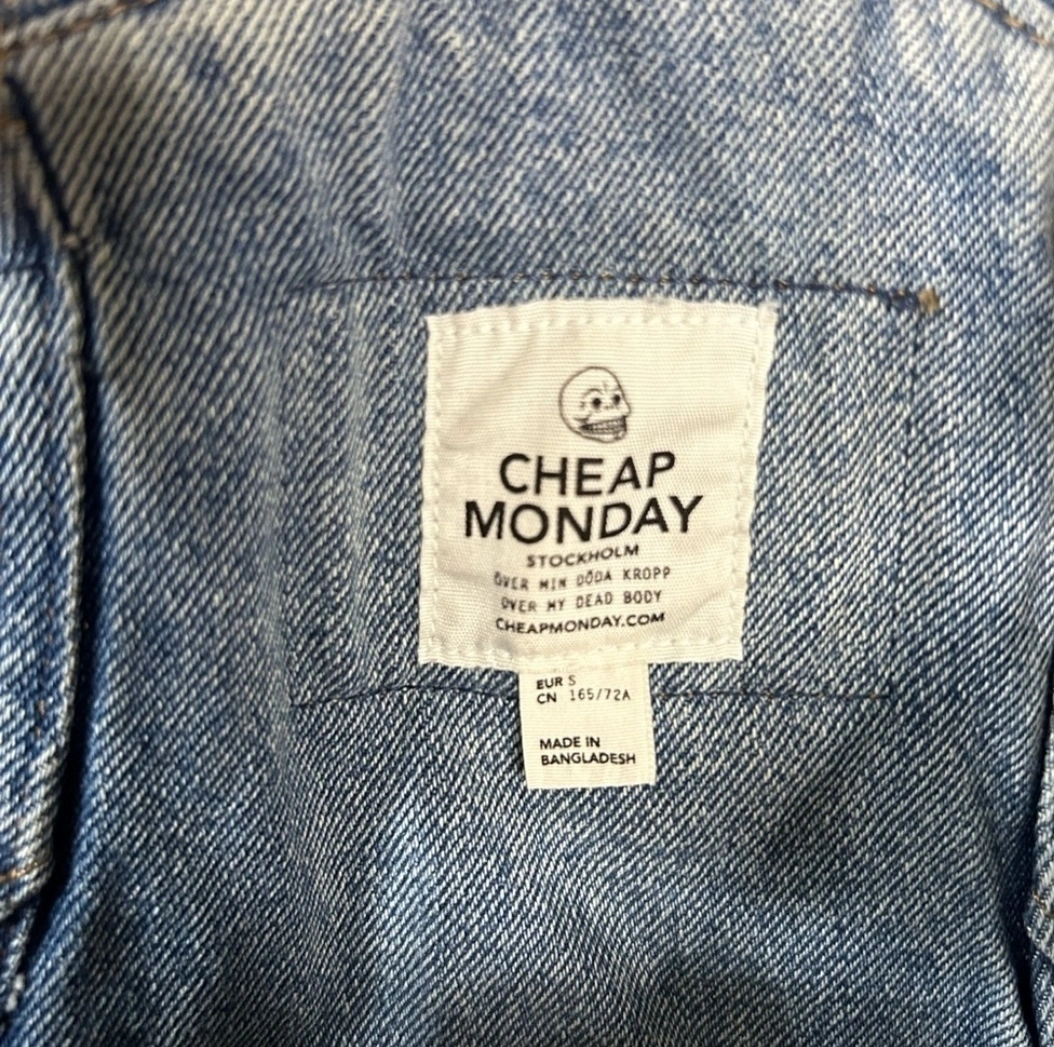 CHEAP
MONDAY
STOCKHOLM
ÖVER MIN DÖDA KROPP
OVER MY DEAD BODY
CHEAPMONDAY.COM
EUR S
CN 165/72A
MADE IN
BANGLADESH